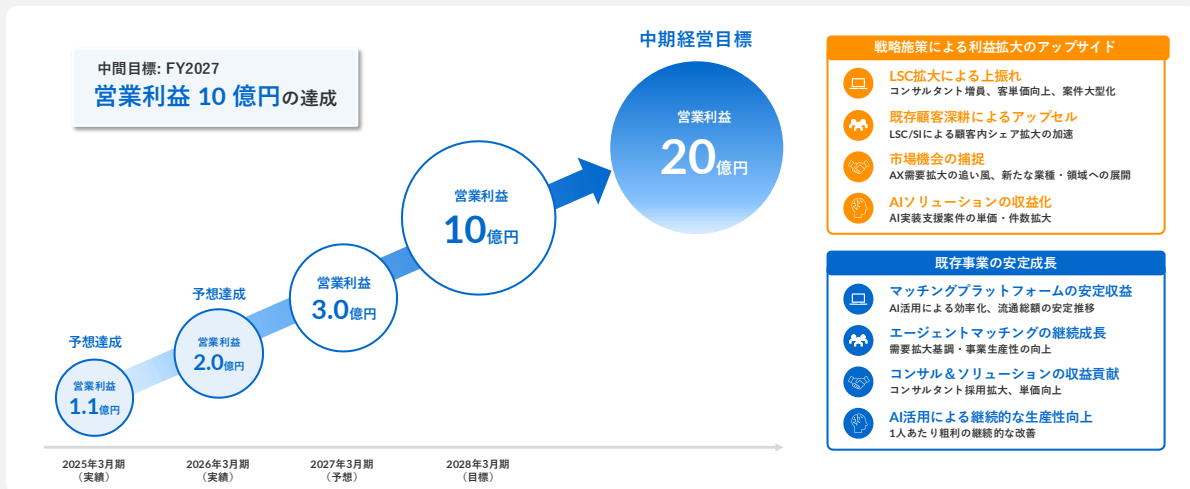 中間目標: FY2027
営業利益 10 億円の達成
中期経営目標
営業利益
20億円
営業利益
10億円
営業利益
3.0億円
予想達成
営業利益
2.0億円
予想達成
営業利益
1.1億円
2025年3月期
（実績）
2026年3月期
（実績）
2027年3月期
（予想）
2028年3月期
（目標）
戦略施策による利益拡大のアップサイド
LSC拡大による上振れ
コンサルタント増員、客単価向上、案件大型化
既存顧客深耕によるアップセル
LSC/SIによる顧客内シェア拡大の加速
市場機会の捕捉
AX需要拡大の追い風、新たな業種・領域への展開
AIソリューションの収益化
AI実装支援案件の単価・件数拡大
既存事業の安定成長
マッチングプラットフォームの安定収益
AI活用による効率化、流通総額の安定推移
エージェントマッチングの継続成長
需要拡大基調・事業生産性の向上
コンサル＆ソリューションの収益貢献
コンサルタント採用拡大、単価向上
AI活用による継続的な生産性向上
1人あたり粗利の継続的な改善